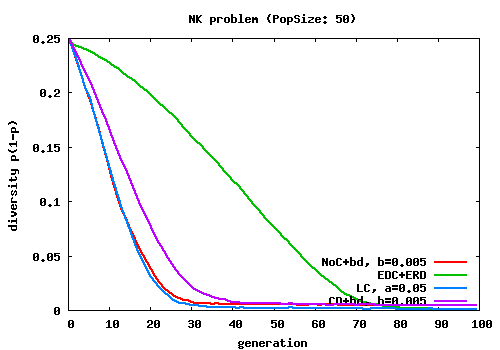 NK problem (PopSize: 50)
0.25
0.2
0.15
0.1
0.05
0
diversity p(1-p)
NoC+bd, b=0.005
EDC+ERD
LC, a=0.05
CD+bd, b=0.005
0 10 20 30 40 50 60 70 80 90 100
generation